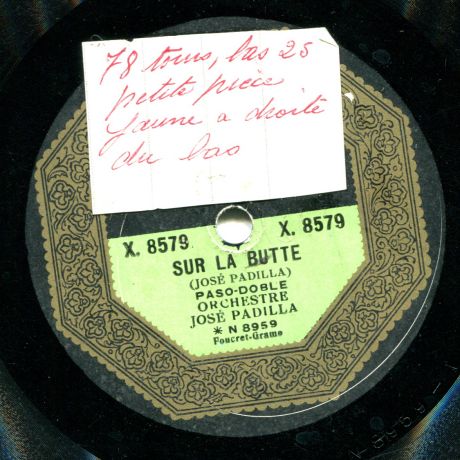 78 tours, bas 25
petite pièce
jaune a droite
du bas
X. 8579 X. 8579
SUR LA BUTTE
(JOSÉ PADILLA)
PASO-DOBLE
ORCHESTRE
JOSÉ PADILLA
* N 8959
Foucret-Grame